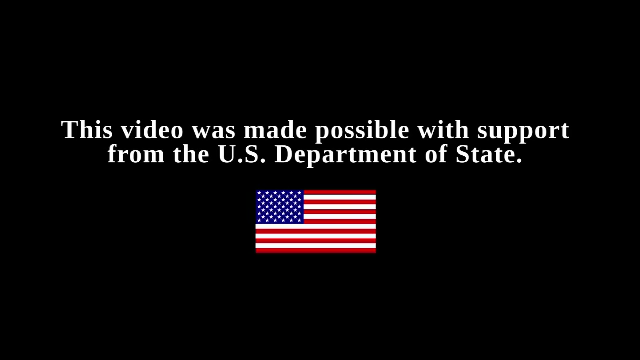 This video was made possible with support
from the U.S. Department of State.